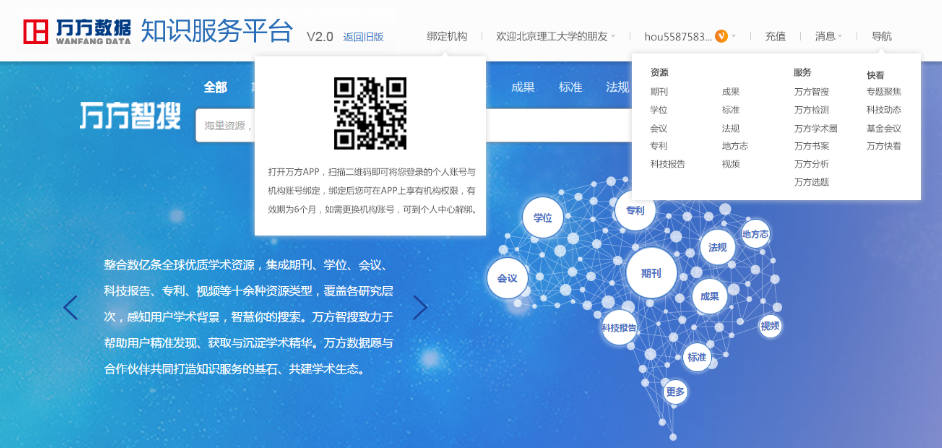 万方数据 知识服务平台 V2.0 返回旧版
WANFANG DATA
绑定机构 欢迎北京理工大学的朋友 hou5587583... V 充值 消息 导航
全部
成果 标准 法规
万方智搜
海量资源，
打开万方APP，扫描二维码即可将您登录的个人账号与
机构账号绑定，绑定后您可在APP上享有机构权限，有
效期为6个月，如需更换机构账号，可到个人中心解绑。
资源 服务 快看
期刊 成果 万方智搜 专题聚焦
学位 标准 万方检测 科技动态
会议 法规 万方学术圈 基金会议
专利 地方志 万方书案 万方快看
科技报告 视频 万方分析
万方选题
整合数亿条全球优质学术资源，集成期刊、学位、会议、
科技报告、专利、视频等十余种资源类型，覆盖各研究层
次，感知用户学术背景，智慧你的搜索。万方智搜致力于
帮助用户精准发现、获取与沉淀学术精华。万方数据愿与
合作伙伴共同打造知识服务的基石、共建学术生态。
学位
专利
地方志
法规
会议
期刊
成果
科技报告
视频
标准
更多